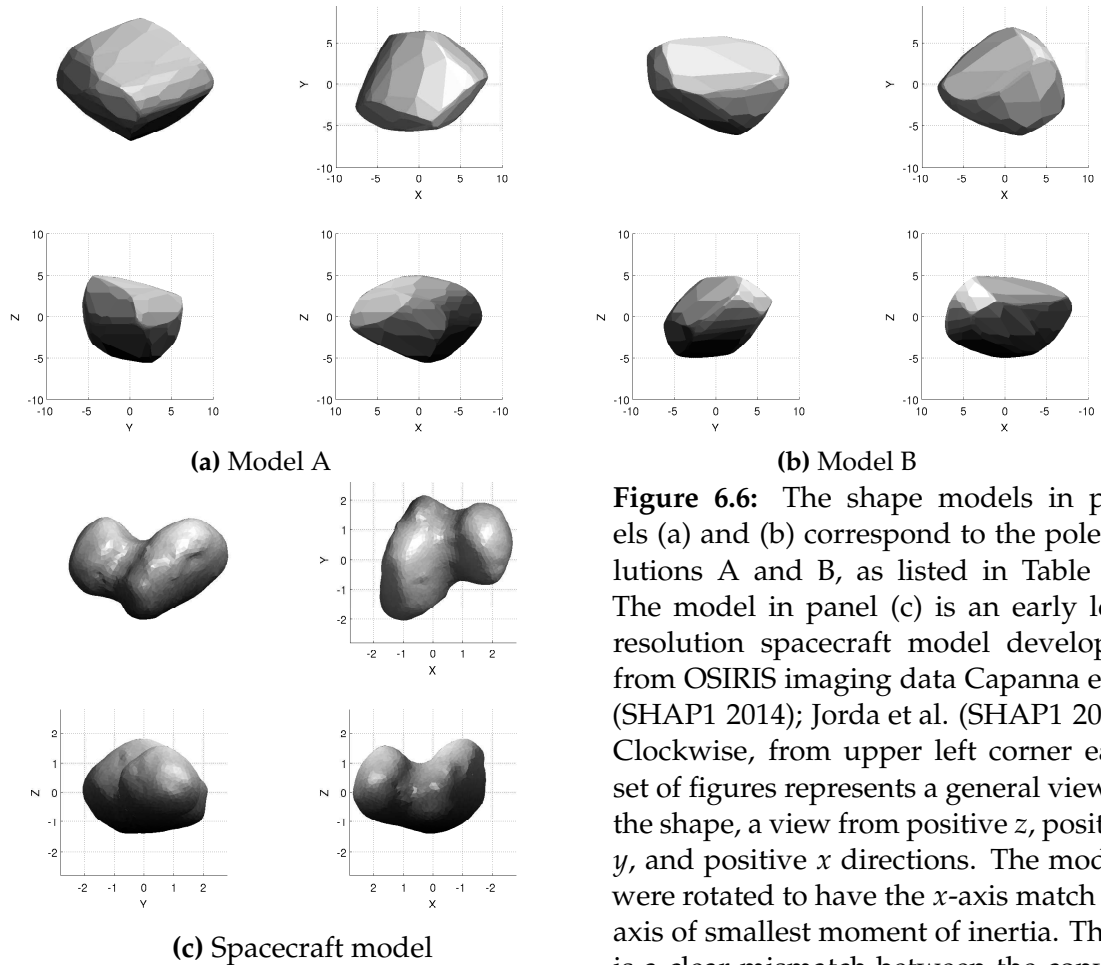 5
0
-5
-10
Y
-10 -5 0 5 10
X
10
5
0
-5
-10
Z
-10 -5 0 5 10
Y
10
5
0
-5
-10
Z
10 5 0 -5 -10
X
(a) Model A
5
0
-5
-10
Y
-10 -5 0 5 10
X
10
5
0
-5
-10
Z
-10 -5 0 5 10
Y
10
5
0
-5
-10
Z
10 5 0 -5 -10
X
(b) Model B
2
1
0
-1
-2
Y
-2 -1 0 1 2
X
2
1
0
-1
-2
Z
-2 -1 0 1 2
Y
2
1
0
-1
-2
Z
2 1 0 -1 -2
X
(c) Spacecraft model
Figure 6.6: The shape models in p
els (a) and (b) correspond to the pole
lutions A and B, as listed in Table
The model in panel (c) is an early lo
resolution spacecraft model develop
from OSIRIS imaging data Capanna e
(SHAP1 2014); Jorda et al. (SHAP1 20
Clockwise, from upper left corner ea
set of figures represents a general view
the shape, a view from positive z, posit
y, and positive x directions. The mod
were rotated to have the x-axis match
axis of smallest moment of inertia. Th
is a clear mismatch between the conv